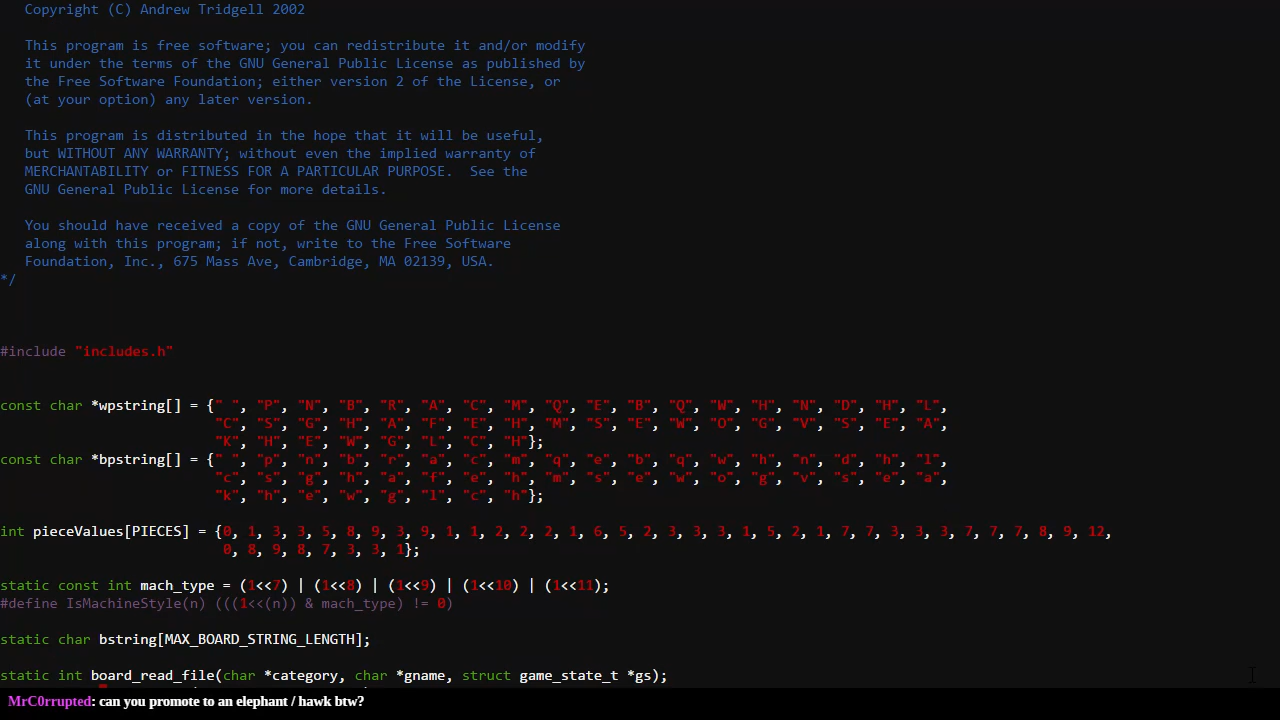 Copyright (C) Andrew Tridgell 2002
This program is free software; you can redistribute it and/or modify
it under the terms of the GNU General Public License as published by
the Free Software Foundation; either version 2 of the License, or
(at your option) any later version.
This program is distributed in the hope that it will be useful,
but WITHOUT ANY WARRANTY; without even the implied warranty of
MERCHANTABILITY or FITNESS FOR A PARTICULAR PURPOSE.  See the
GNU General Public License for more details.
You should have received a copy of the GNU General Public License
along with this program; if not, write to the Free Software
Foundation, Inc., 675 Mass Ave, Cambridge, MA 02139, USA.
*/
#include "includes.h"
const char *wpstring[] = {" ", "P", "N", "B", "R", "A", "C", "M", "Q", "E", "B", "Q", "W", "H", "N", "D", "H", "L",
"C", "S", "G", "H", "A", "F", "E", "H", "M", "S", "E", "W", "O", "G", "V", "S", "E", "A",
"K", "H", "E", "W", "G", "L", "C", "H"};
const char *bpstring[] = {" ", "p", "n", "b", "r", "a", "c", "m", "q", "e", "b", "q", "w", "h", "n", "d", "h", "l",
"c", "s", "g", "h", "a", "f", "e", "h", "m", "s", "e", "w", "o", "g", "v", "s", "e", "a",
"k", "h", "e", "w", "g", "l", "c", "h"};
int pieceValues[PIECES] = {0, 1, 3, 3, 5, 8, 9, 3, 9, 1, 1, 2, 2, 2, 1, 6, 5, 2, 3, 3, 3, 1, 5, 2, 1, 7, 7, 3, 3, 3, 7, 7, 7, 8, 9, 12,
0, 8, 9, 8, 7, 3, 3, 1};
static const int mach_type = (1<<7) | (1<<8) | (1<<9) | (1<<10) | (1<<11);
#define IsMachineStyle(n) (((1<<(n)) & mach_type) != 0)
static char bstring[MAX_BOARD_STRING_LENGTH];
static int board_read_file(char *category, char *gname, struct game_state_t *gs);
MrC0rrupted: can you promote to an elephant / hawk btw?